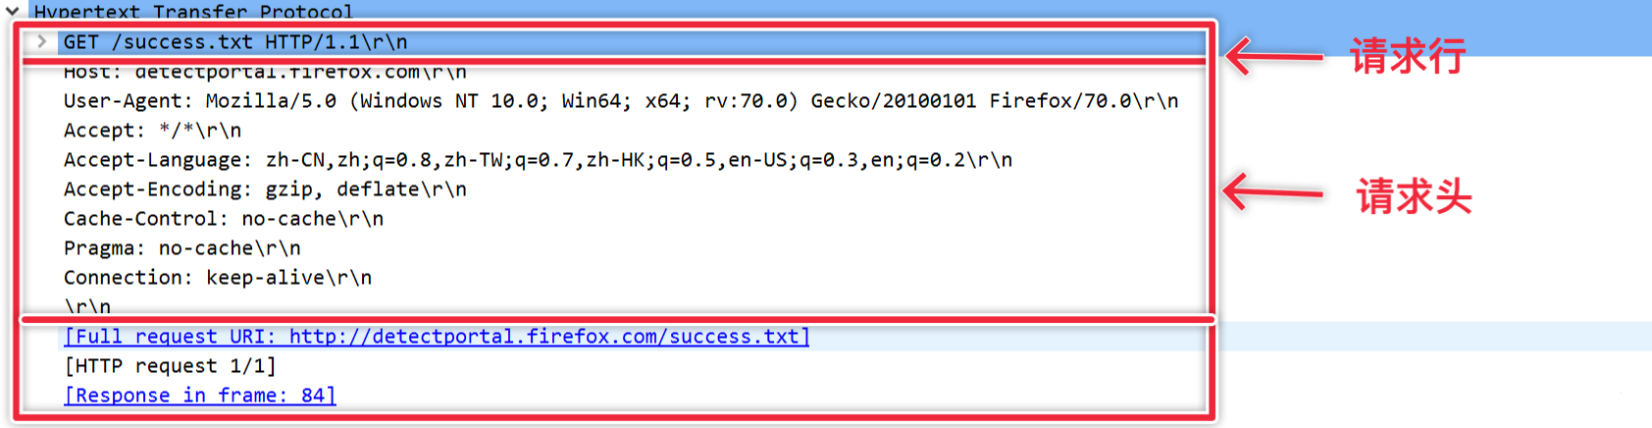 Hypertext Transfer Protocol
GET /success.txt HTTP/1.1\r\n
请求行
Host: detectportal.firefox.com\r\n
User-Agent: Mozilla/5.0 (Windows NT 10.0; Win64; x64; rv:70.0) Gecko/20100101 Firefox/70.0\r\n
Accept: */*\r\n
Accept-Language: zh-CN,zh;q=0.8,zh-TW;q=0.7,zh-HK;q=0.5,en-US;q=0.3,en;q=0.2\r\n
Accept-Encoding: gzip, deflate\r\n
请求头
Cache-Control: no-cache\r\n
Pragma: no-cache\r\n
Connection: keep-alive\r\n
\r\n
[Full request URI: http://detectportal.firefox.com/success.txt]
[HTTP request 1/1]
[Response in frame: 84]